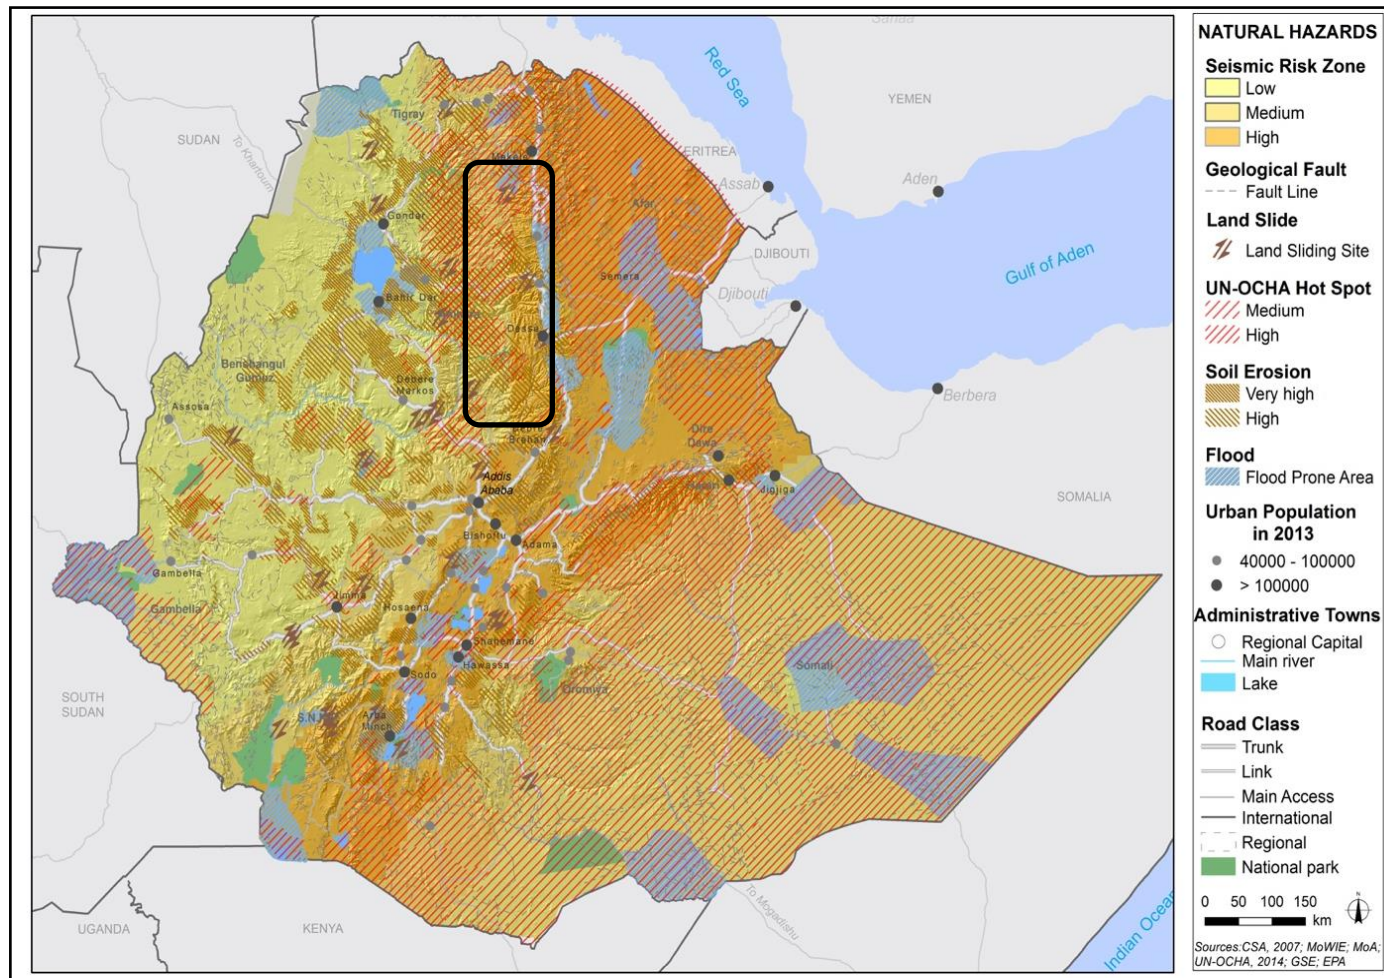 Sanaa
Red Sea
YEMEN
Tigray
SUDAN
To Khartoum
ERITREA
Assab
Aden
Afar
Gondar
DJIBOUTI
Gulf of Aden
Semera
Djibouti
Bahir Dar
Dessa
Benshangul
Gumuz
Debere
Markos
Berbera
Assosa
Dire
Dawa
Brehan
Addis
Ababa
Jigjiga
SOMALIA
Bishoftu
Adama
Gambella
Gambella
Jimma
Hosaena
Shashemane
Hawassa
Somali
Sodo
Oromiya
SOUTH
SUDAN
Arba
Minch
To Mogadishu
UGANDA
KENYA
Indian Ocean
NATURAL HAZARDS
Seismic Risk Zone
Low
Medium
High
Geological Fault
Fault Line
Land Slide
Land Sliding Site
UN-OCHA Hot Spot
Medium
High
Soil Erosion
Very high
High
Flood
Flood Prone Area
Urban Population
in 2013
40000 - 100000
> 100000
Administrative Towns
Regional Capital
Main river
Lake
Road Class
Trunk
Link
Main Access
International
Regional
National park
0 50 100 150
km
N
Sources:CSA, 2007; MoWIE; MoA;
UN-OCHA, 2014; GSE; EPA